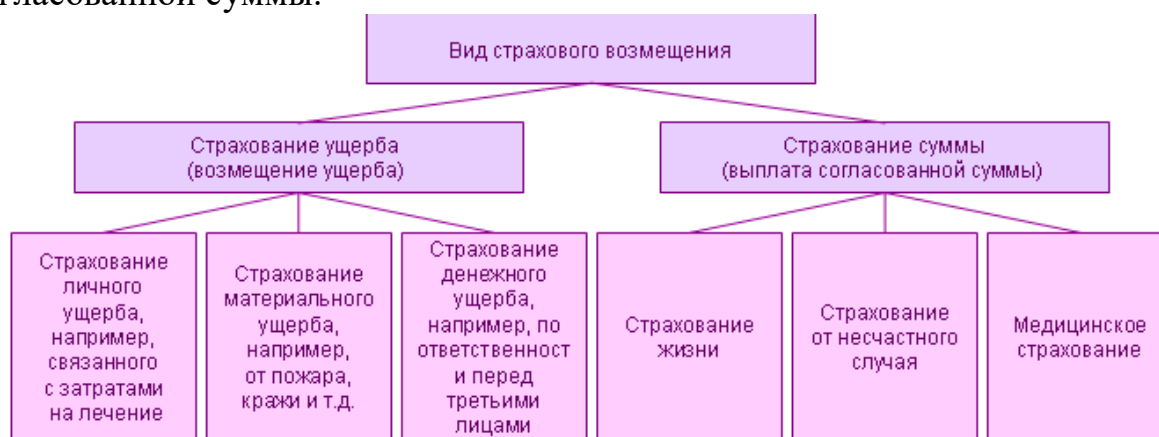 гласованной суммы.
Вид страхового возмещения
Страхование ущерба
(возмещение ущерба)
Страхование суммы
(выплата согласованной суммы)
Страхование
личного
ущерба,
например,
связанного
с затратами
на лечение
Страхование
материального
ущерба,
например,
от пожара,
кражи и т.д.
Страхование
денежного
ущерба,
например, по
ответственност
и перед
третьими
лицами
Страхование
жизни
Страхование
от несчастного
случая
Медицинское
страхование